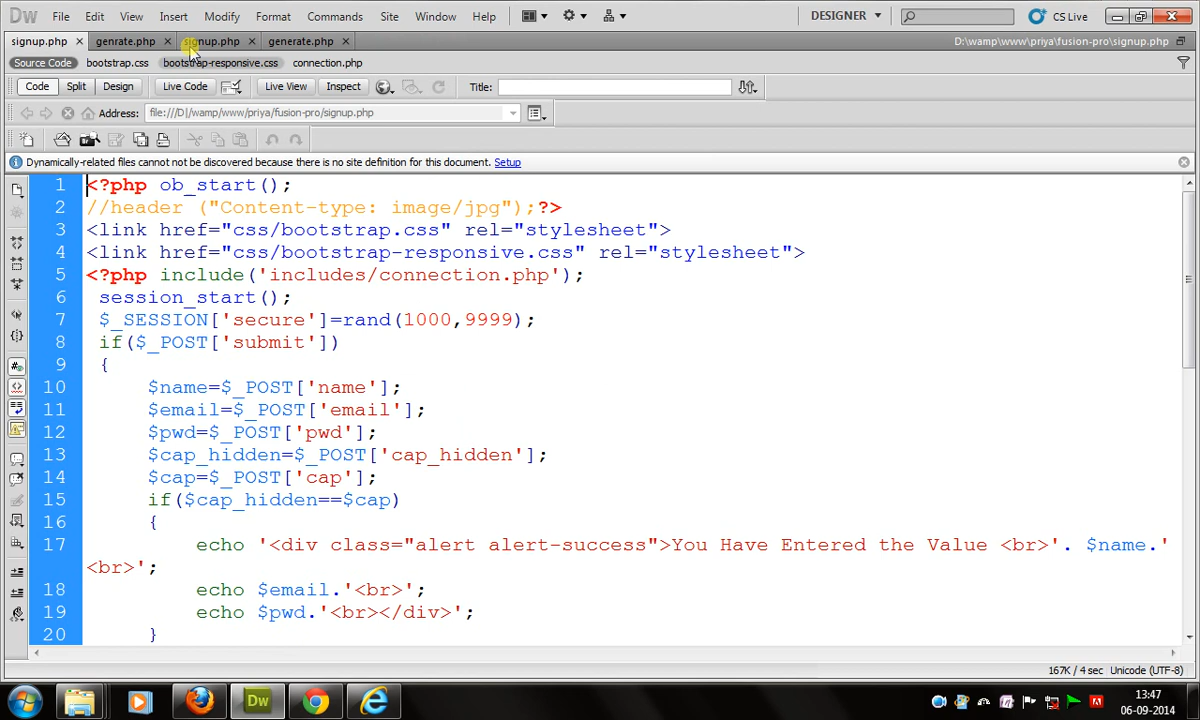 Dw File Edit View Insert Modify Format Commands Site Window Help DESIGNER CS Live
signup.php genrate.php signup.php generate.php D:\wamp\www\priya\fusion-pro\signup.php
Source Code bootstrap.css bootstrap-responsive.css connection.php
Code Split Design Live Code Live View Inspect Title:
Address: file:///D|/wamp/www/priya/fusion-pro/signup.php
Dynamically-related files cannot not be discovered because there is no site definition for this document. Setup
1 <?php ob_start();
2 //header ("Content-type: image/jpg");?>
3 <link href="css/bootstrap.css" rel="stylesheet">
4 <link href="css/bootstrap-responsive.css" rel="stylesheet">
5 <?php include('includes/connection.php');
6 session_start();
7 $_SESSION['secure']=rand(1000,9999);
8 if($_POST['submit'])
9 {
10 $name=$_POST['name'];
11 $email=$_POST['email'];
12 $pwd=$_POST['pwd'];
13 $cap_hidden=$_POST['cap_hidden'];
14 $cap=$_POST['cap'];
15 if($cap_hidden==$cap)
16 {
17 echo '<div class="alert alert-success">You Have Entered the Value <br>'. $name.'
<br>';
18 echo $email.'<br>';
19 echo $pwd.'<br></div>';
20 }
167K / 4 sec Unicode (UTF-8)
Dw 13:47
06-09-2014